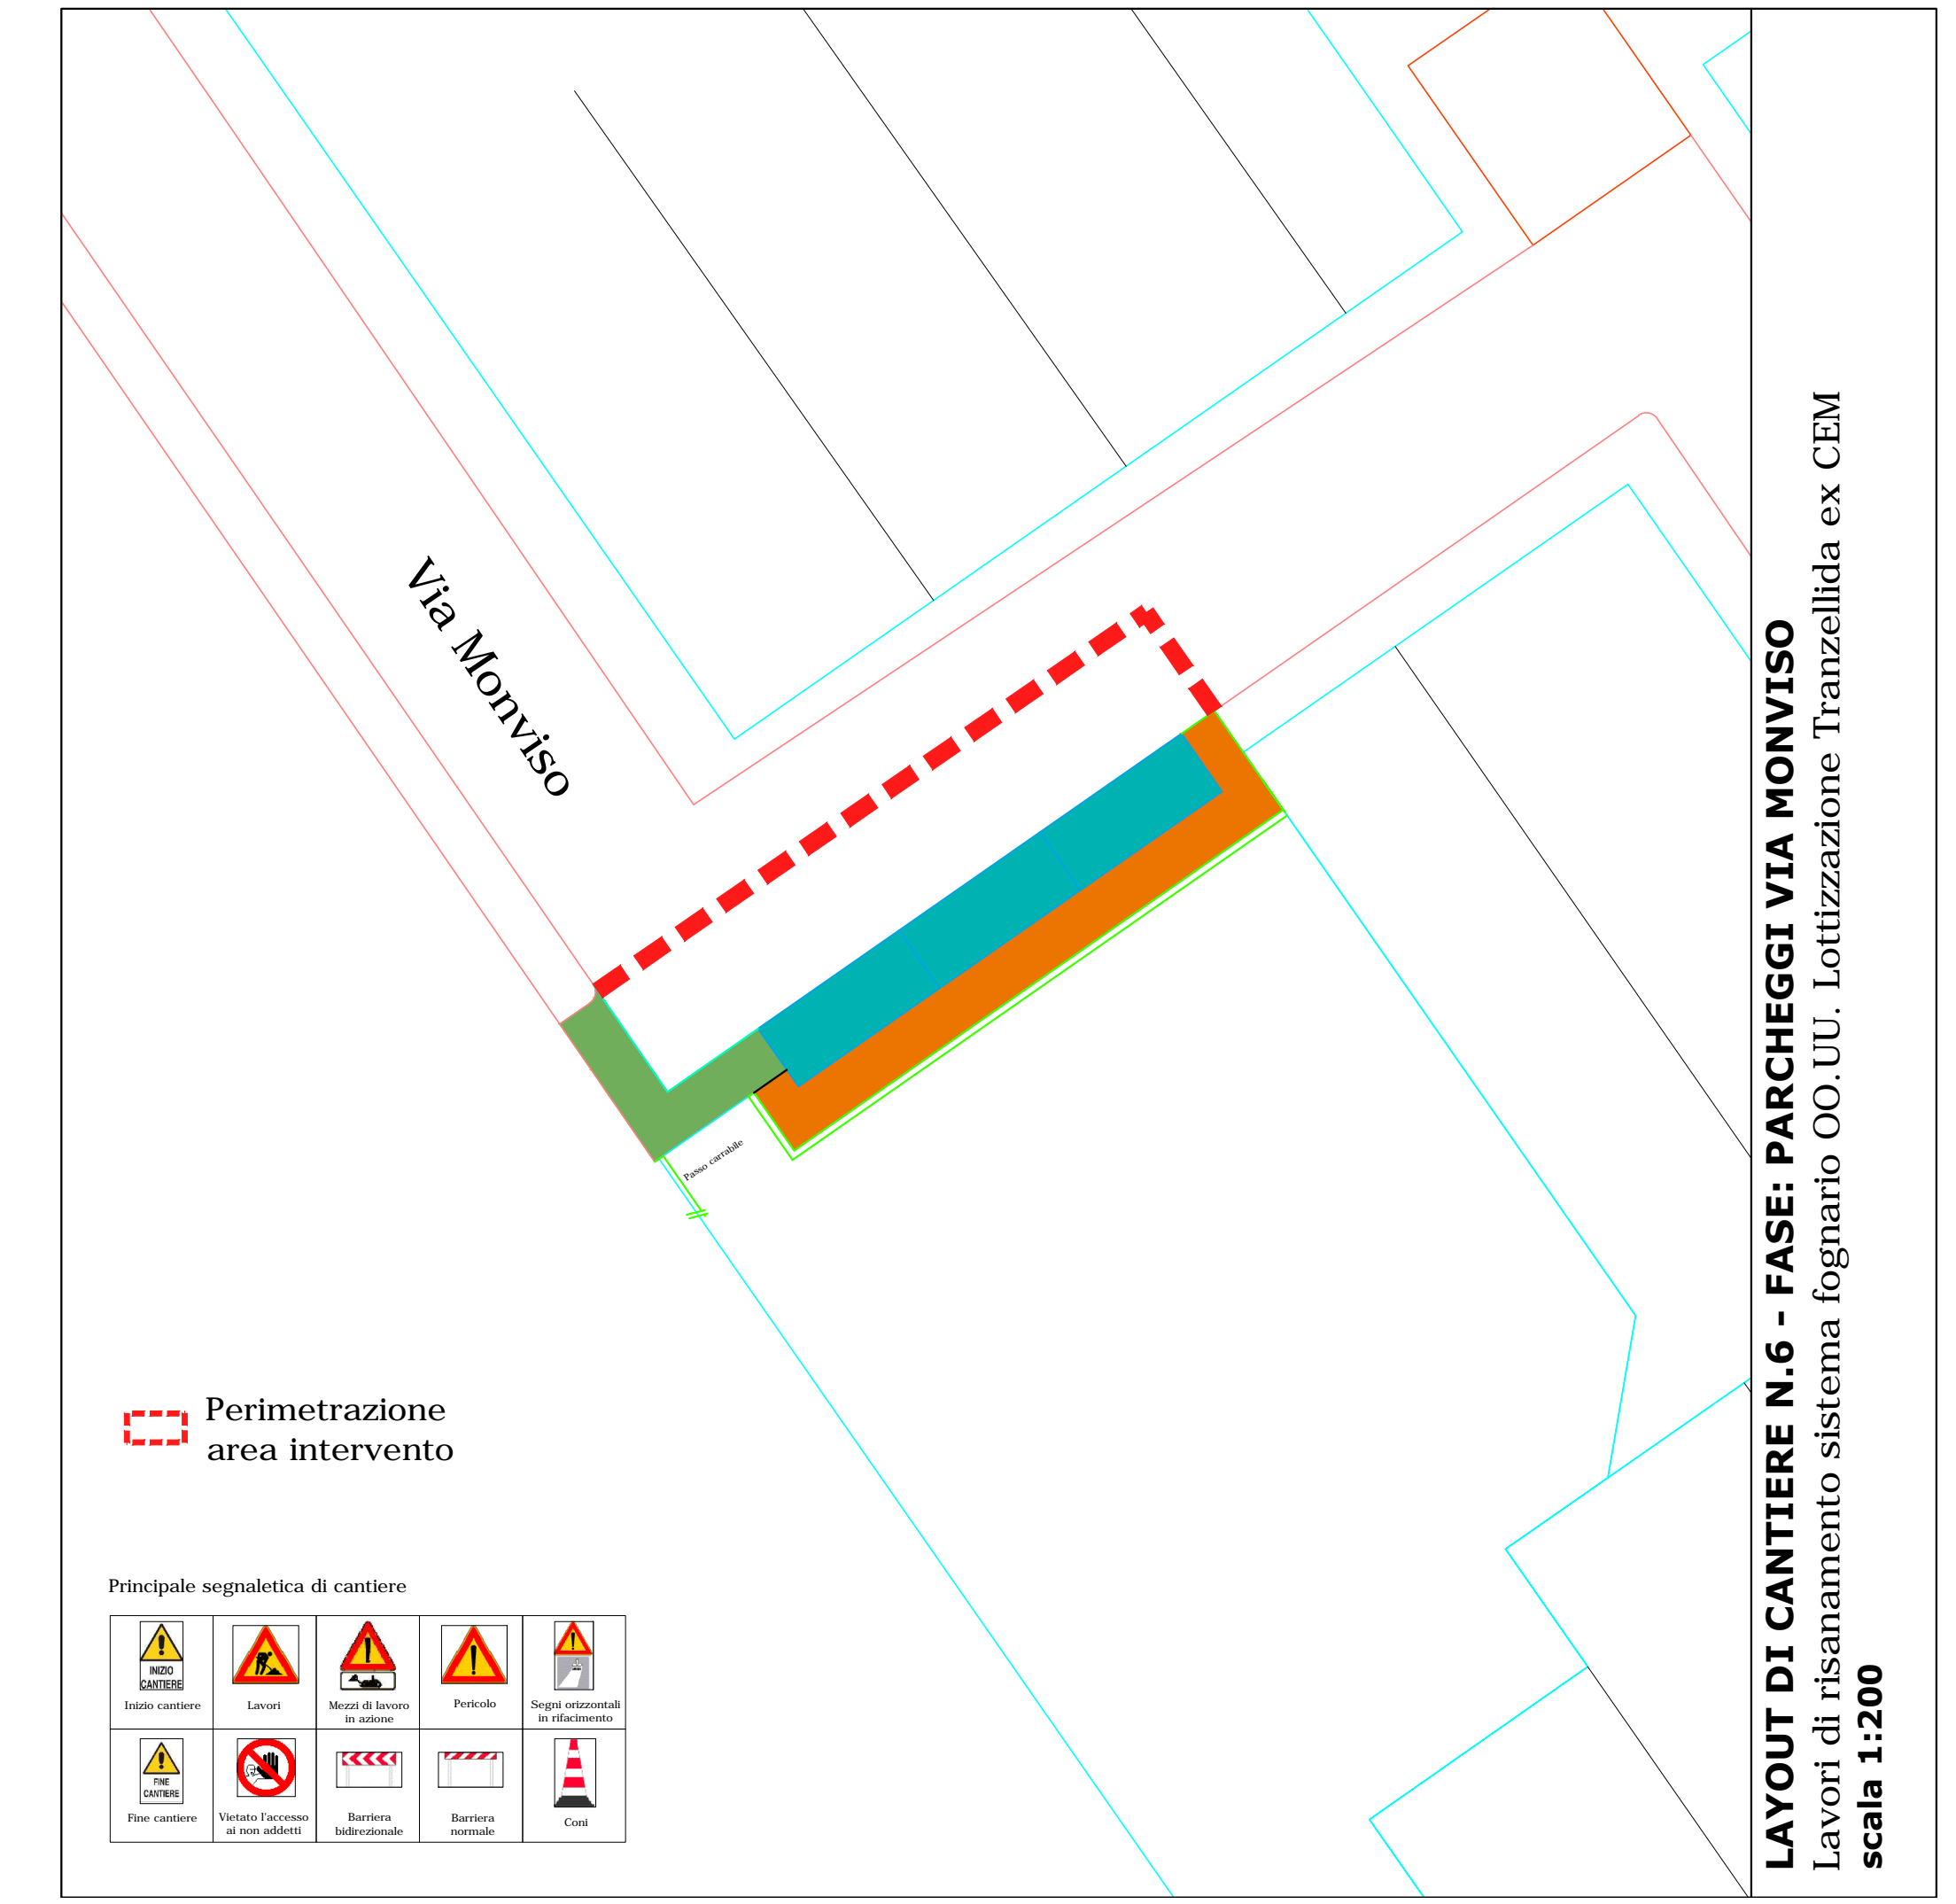 LAYOUT DI CANTIERE N.6 - FASE: PARCHEGGI VIA MONVISO
Lavori di risanamento sistema fognario OO.UU. Lottizzazione Tranzellida ex CEM
scala 1:200
Via Monviso
Passo carrabile
Perimetrazione
area intervento
Principale segnaletica di cantiere
INIZIO
CANTIERE
Inizio cantiere
Lavori
Mezzi di lavoro
in azione
Pericolo
Segni orizzontali
in rifacimento
FINE
CANTIERE
Fine cantiere
Vietato l'accesso
ai non addetti
Barriera
bidirezionale
Barriera
normale
Coni